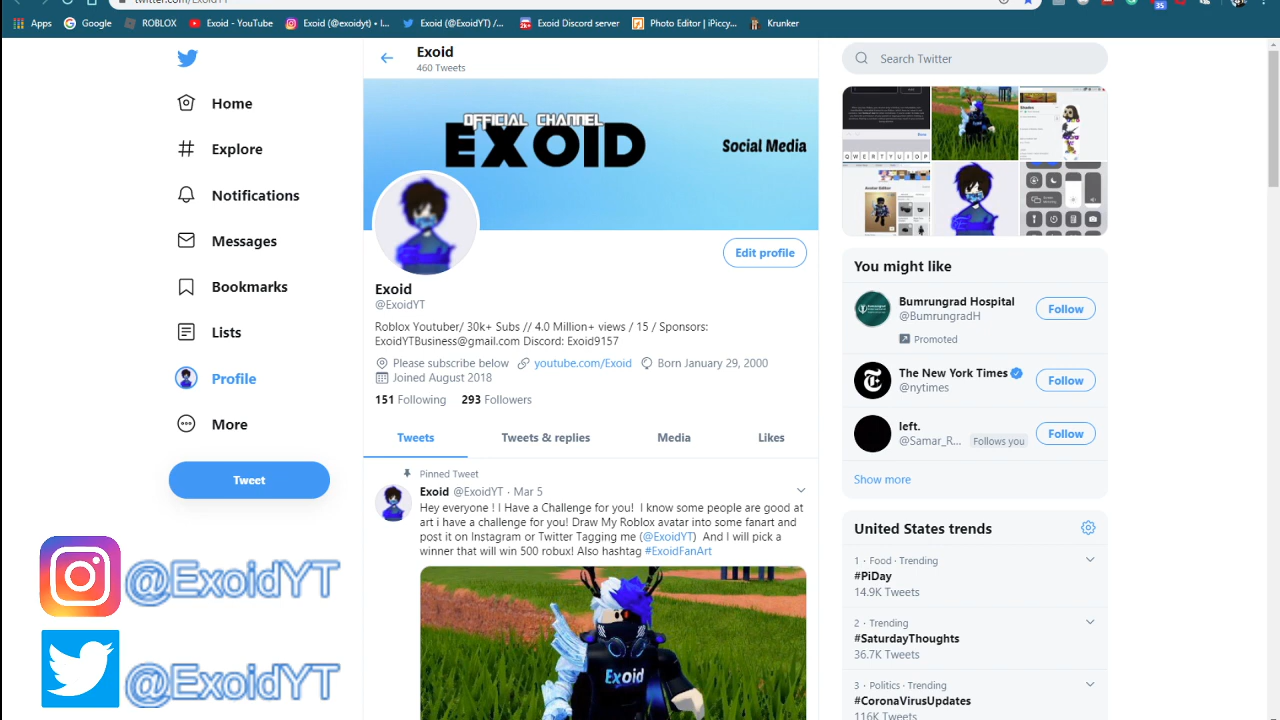 twitter.com/ExoidYT
Apps
Google
ROBLOX
Exoid - YouTube
Exoid (@exoidyt) • I...
Exoid (@ExoidYT) /...
Exoid Discord server
Photo Editor | iPiccy...
Krunker
35
Home
Explore
Notifications
Messages
Bookmarks
Lists
Profile
More
Tweet
@ExoidYT
@ExoidYT
Exoid
460 Tweets
OFFICIAL CHANNEL
EXOID
Social Media
Edit profile
Exoid
@ExoidYT
Roblox Youtuber/ 30k+ Subs // 4.0 Million+ views / 15 / Sponsors:
ExoidYTBusiness@gmail.com Discord: Exoid9157
Please subscribe below youtube.com/Exoid Born January 29, 2000
Joined August 2018
151 Following 293 Followers
Tweets Tweets & replies Media Likes
Pinned Tweet
Exoid @ExoidYT · Mar 5
Hey everyone ! I Have a Challenge for you! I know some people are good at
art i have a challenge for you! Draw My Roblox avatar into some fanart and
post it on Instagram or Twitter Tagging me (@ExoidYT) And I will pick a
winner that will win 500 robux! Also hashtag #ExoidFanArt
Exoid
Search Twitter
Q W E R T Y U I O P
You might like
Bumrungrad Hospital
@BumrungradH
Promoted
Follow
The New York Times
@nytimes
Follow
left.
@Samar_R... Follows you
Follow
Show more
United States trends
1 · Food · Trending
#PiDay
14.9K Tweets
2 · Trending
#SaturdayThoughts
36.7K Tweets
3 · Politics · Trending
#CoronaVirusUpdates
116K Tweets